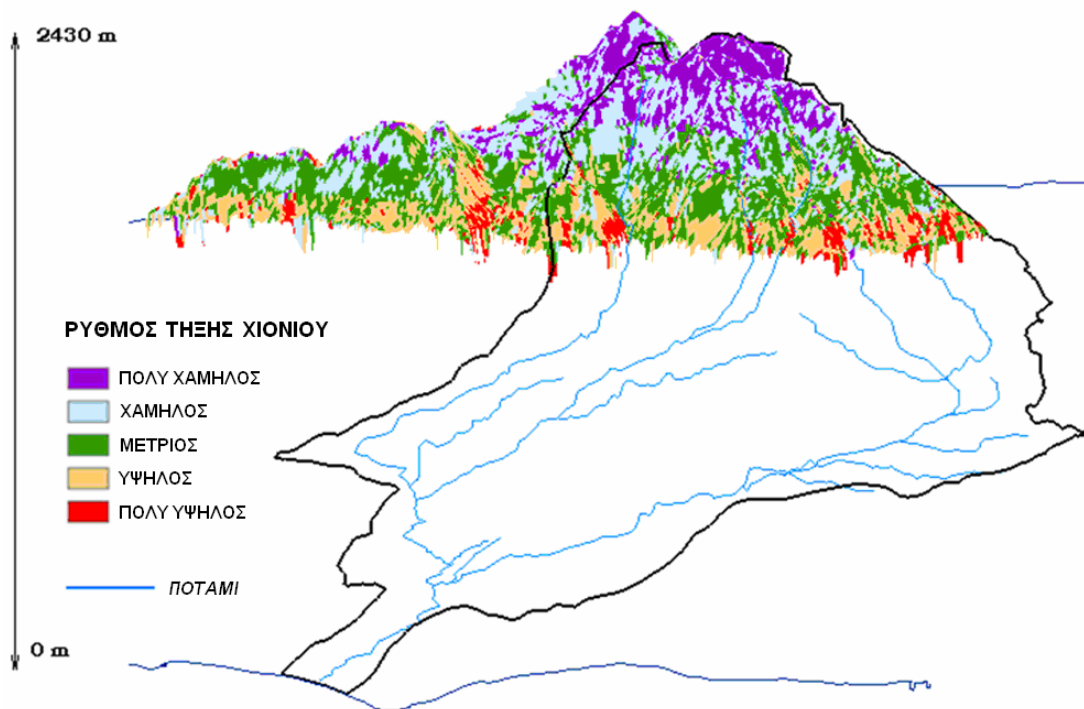 2430 m
ΡΥΘΜΟΣ ΤΗΞΗΣ ΧΙΟΝΙΟΥ
ΠΟΛΥ ΧΑΜΗΛΟΣ
ΧΑΜΗΛΟΣ
ΜΕΤΡΙΟΣ
ΥΨΗΛΟΣ
ΠΟΛΥ ΥΨΗΛΟΣ
ΠΟΤΑΜΙ
0 m